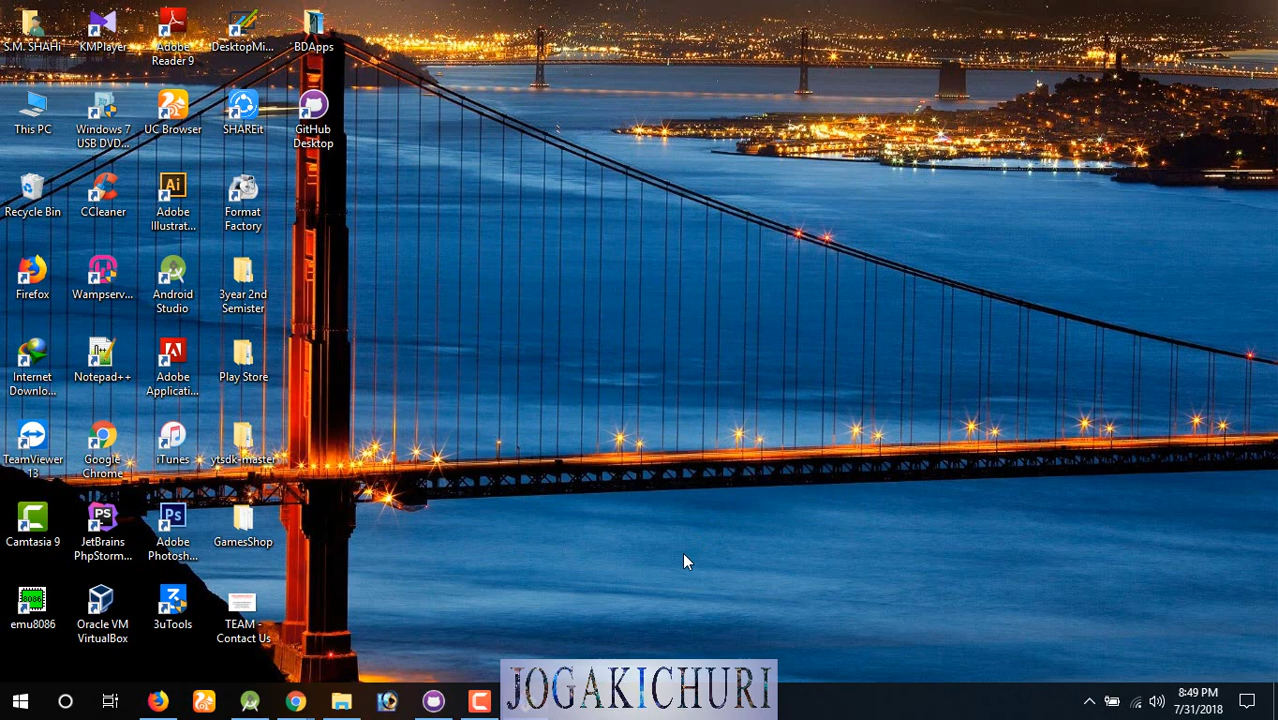 S.M. SHAHi
KMPlayer
Adobe
Reader 9
DesktopMi...
BDApps
This PC
Windows 7
USB DVD...
UC Browser
SHAREit
GitHub
Desktop
Recycle Bin
CCleaner
Adobe
Illustrat...
Format
Factory
Firefox
Wampserv...
Android
Studio
3year 2nd
Semister
Internet
Downlo...
Notepad++
Adobe
Applicati...
Play Store
TeamViewer
13
Google
Chrome
iTunes
ytsdk-master
Camtasia 9
JetBrains
PhpStorm...
Adobe
Photosh...
GamesShop
emu8086
Oracle VM
VirtualBox
3uTools
TEAM -
Contact Us
JOGAKICHURI
8:49 PM
7/31/2018